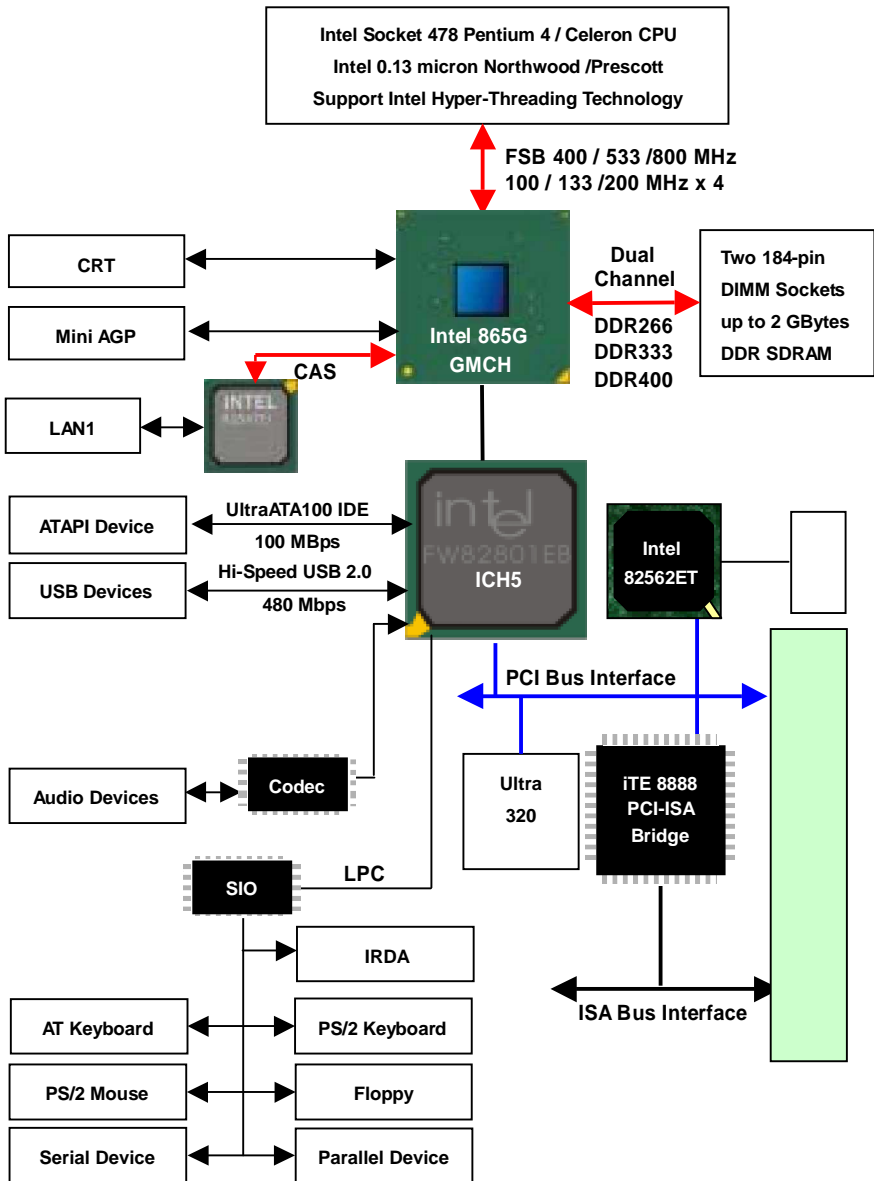 Intel Socket 478 Pentium 4 / Celeron CPU
Intel 0.13 micron Northwood /Prescott
Support Intel Hyper-Threading Technology
FSB 400 / 533 /800 MHz
100 / 133 /200 MHz x 4
CRT
Mini AGP
Intel 865G
GMCH
Dual
Channel
DDR266
DDR333
DDR400
Two 184-pin
DIMM Sockets
up to 2 GBytes
DDR SDRAM
CAS
INTEL
LAN1
ATAPI Device
UltraATA100 IDE
100 MBps
USB Devices
Hi-Speed USB 2.0
480 Mbps
intel
FW82801EB
ICH5
Intel
82562ET
PCI Bus Interface
Audio Devices
Codec
Ultra
320
iTE 8888
PCI-ISA
Bridge
SIO
LPC
IRDA
ISA Bus Interface
AT Keyboard
PS/2 Keyboard
PS/2 Mouse
Floppy
Serial Device
Parallel Device